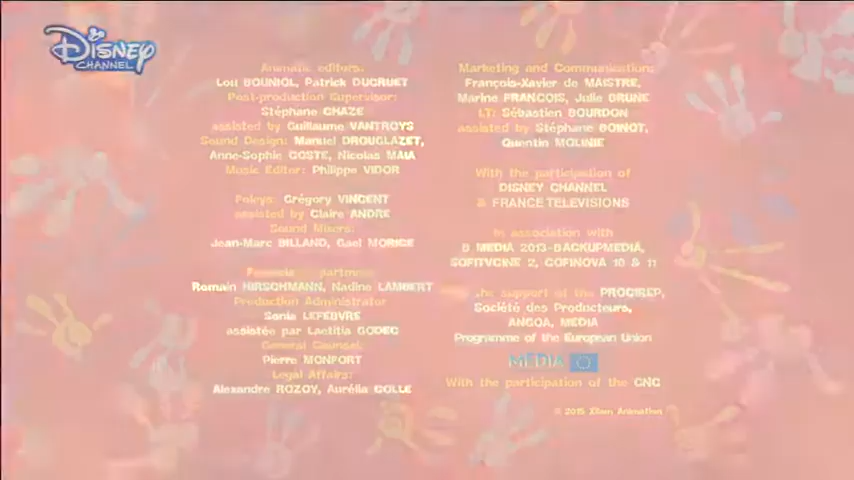 Disney
CHANNEL
Animatic editors:
Lori BOUNIOL, Patrick DUCRUET
Post-production Supervisor:
Stéphane CHAZE
assisted by Guillaume VANTROYS
Sound Design: Manuel DROUGLAZET,
Anne-Sophie COSTE, Nicolas MAIA
Music Editor: Philippe VIDOR
Foleys: Grégory VINCENT
assisted by Claire ANDRE
Sound Mixers:
Jean-Marc BILLAND, Gael MORICE
Romain HIRSCHMANN, Nadine LAMBERT
Production Administrator
Sonia LEFEBVRE
assistée par Laetitia GODEC
General Counsel:
Pierre MONFORT
Legal Affairs:
Alexandre ROZOY, Aurélia COLLE
Marketing and Communication:
François-Xavier de MAISTRE,
Marine FRANCOIS, Julie BRUNE
I.T: Sébastien BOURDON
assisted by Stéphane BOINOT,
Quentin MOLINIE
With the participation of
DISNEY CHANNEL
& FRANCE TELEVISIONS
In association with
B MEDIA 2013-BACKUPMEDIA,
SOFITVCINE 2, COFINOVA 10 & 11
the support of the PROCIREP,
Société des Producteurs,
ANGOA, MEDIA
Programme of the European Union
MEDIA
With the participation of the CNC
© 2015 Xilam Animation